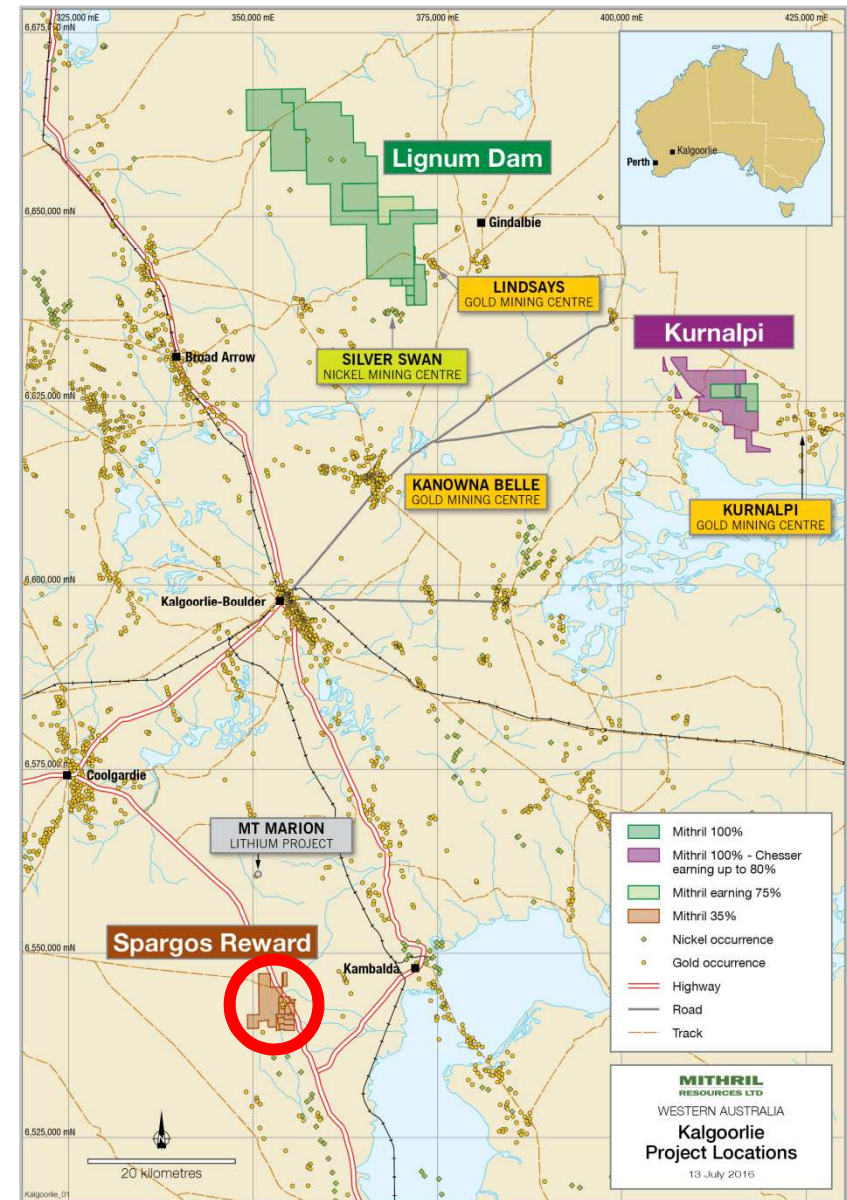 325,000 mE
350,000 mE
375,000 mE
400,000 mE
425,000 mE
6,675,000 mN
Lignum Dam
Perth
Kalgoorlie
6,650,000 mN
Gindalbie
LINDSAYS
GOLD MINING CENTRE
Kurnalpi
Broad Arrow
SILVER SWAN
NICKEL MINING CENTRE
6,625,000 mN
KANOWNA BELLE
GOLD MINING CENTRE
KURNALPI
GOLD MINING CENTRE
6,600,000 mN
Kalgoorlie-Boulder
6,575,000 mN
Coolgardie
MT MARION
LITHIUM PROJECT
Mithril 100%
Mithril 100% - Chesser
earning up to 80%
Mithril earning 75%
Mithril 35%
Nickel occurrence
Gold occurrence
Highway
Road
Track
6,550,000 mN
Spargos Reward
Kambalda
MITHRIL
RESOURCES LTD
WESTERN AUSTRALIA
Kalgoorlie
Project Locations
13 July 2016
6,525,000 mN
N
20 kilometres
Kalgoorlie_01